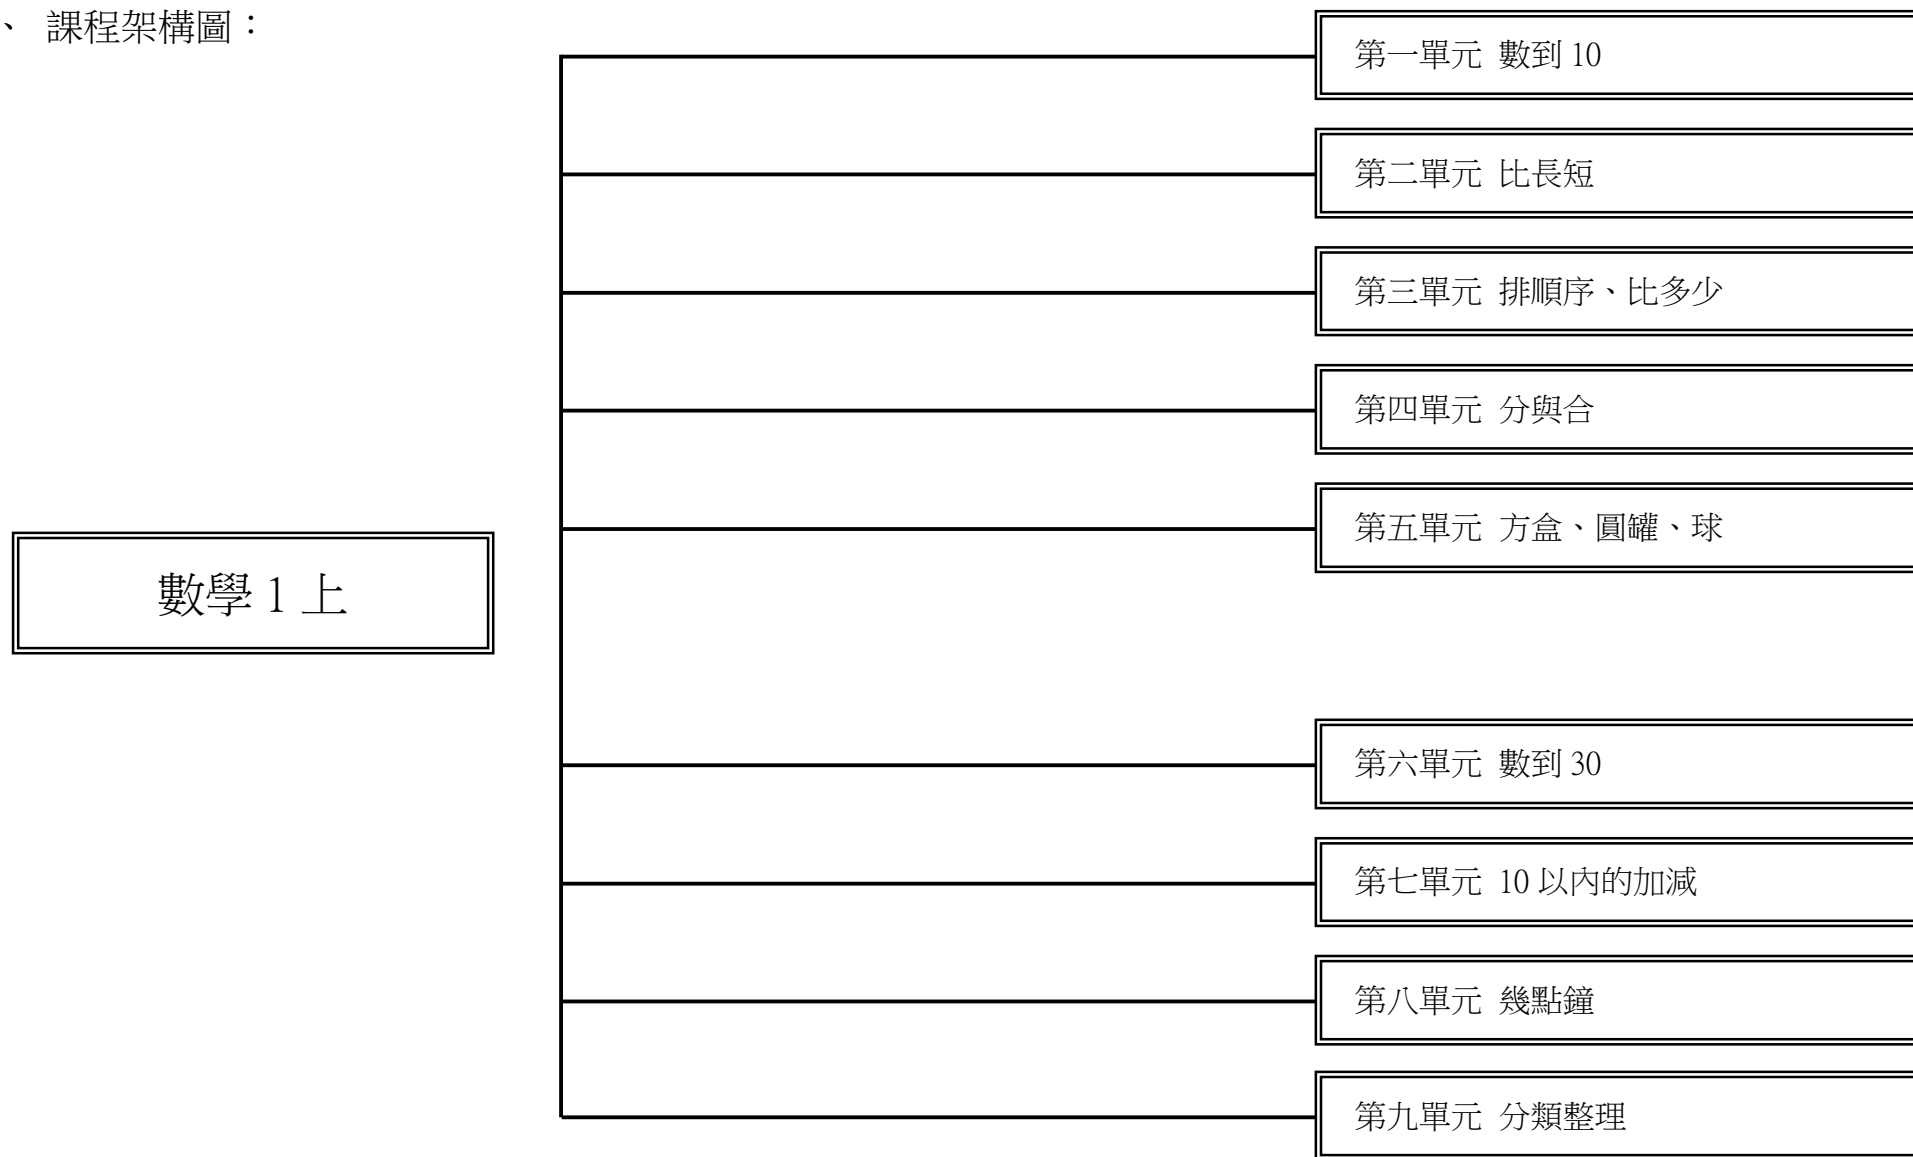 、 課程架構圖：
第一單元 數到 10
第二單元 比長短
第三單元 排順序、比多少
第四單元 分與合
第五單元 方盒、圓罐、球
數學 1 上
第六單元 數到 30
第七單元 10 以內的加減
第八單元 幾點鐘
第九單元 分類整理